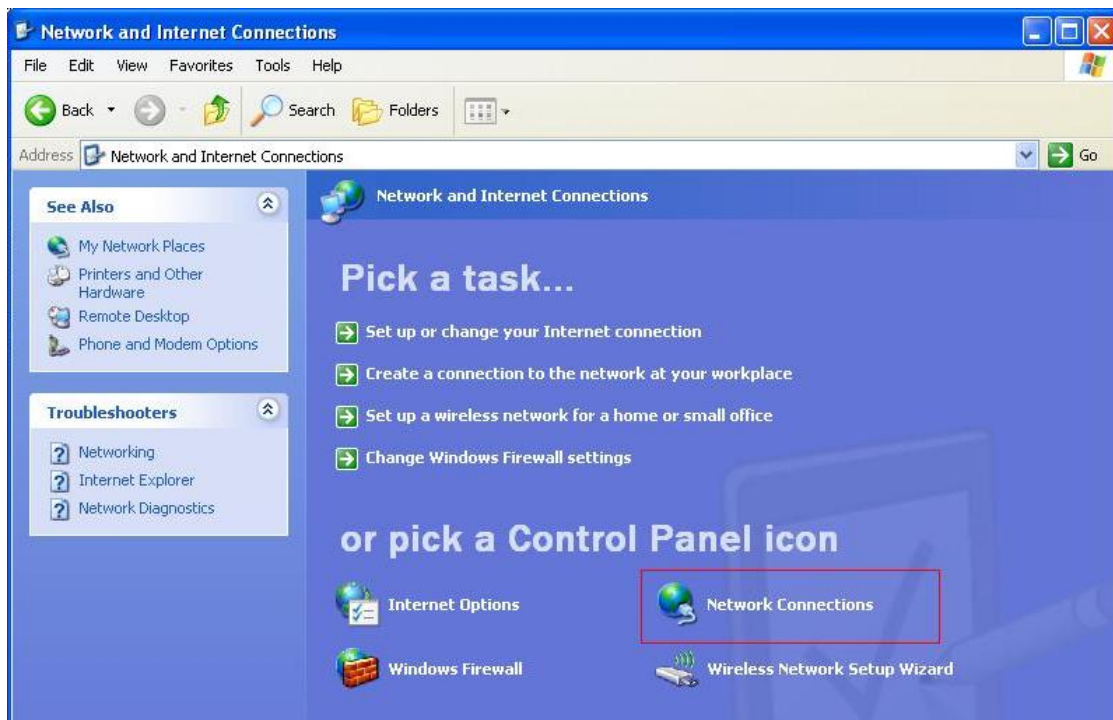 Network and Internet Connections
File Edit View Favorites Tools Help
Back Search Folders
Address Network and Internet Connections Go
See Also
My Network Places
Printers and Other
Hardware
Remote Desktop
Phone and Modem Options
Troubleshooters
Networking
Internet Explorer
Network Diagnostics
Network and Internet Connections
Pick a task...
Set up or change your Internet connection
Create a connection to the network at your workplace
Set up a wireless network for a home or small office
Change Windows Firewall settings
or pick a Control Panel icon
Internet Options Network Connections
Windows Firewall Wireless Network Setup Wizard